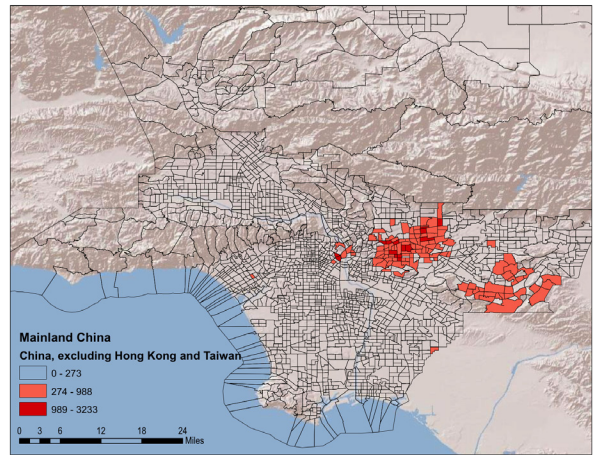 Mainland China
China, excluding Hong Kong and Taiwan
0 - 273
274 - 988
989 - 3233
0 3 6 12 18 24
Miles